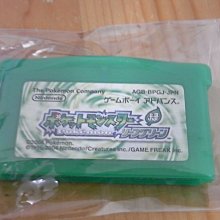 The Pokémon Company
AGB-BPGJ-JPN
Nintendo
ゲームボーイ アドバンス
ポケットモンスター
リーフグリーン
©2004 Pokémon
©1995-2004 Nintendo/Creatures inc./GAME FREAK inc.